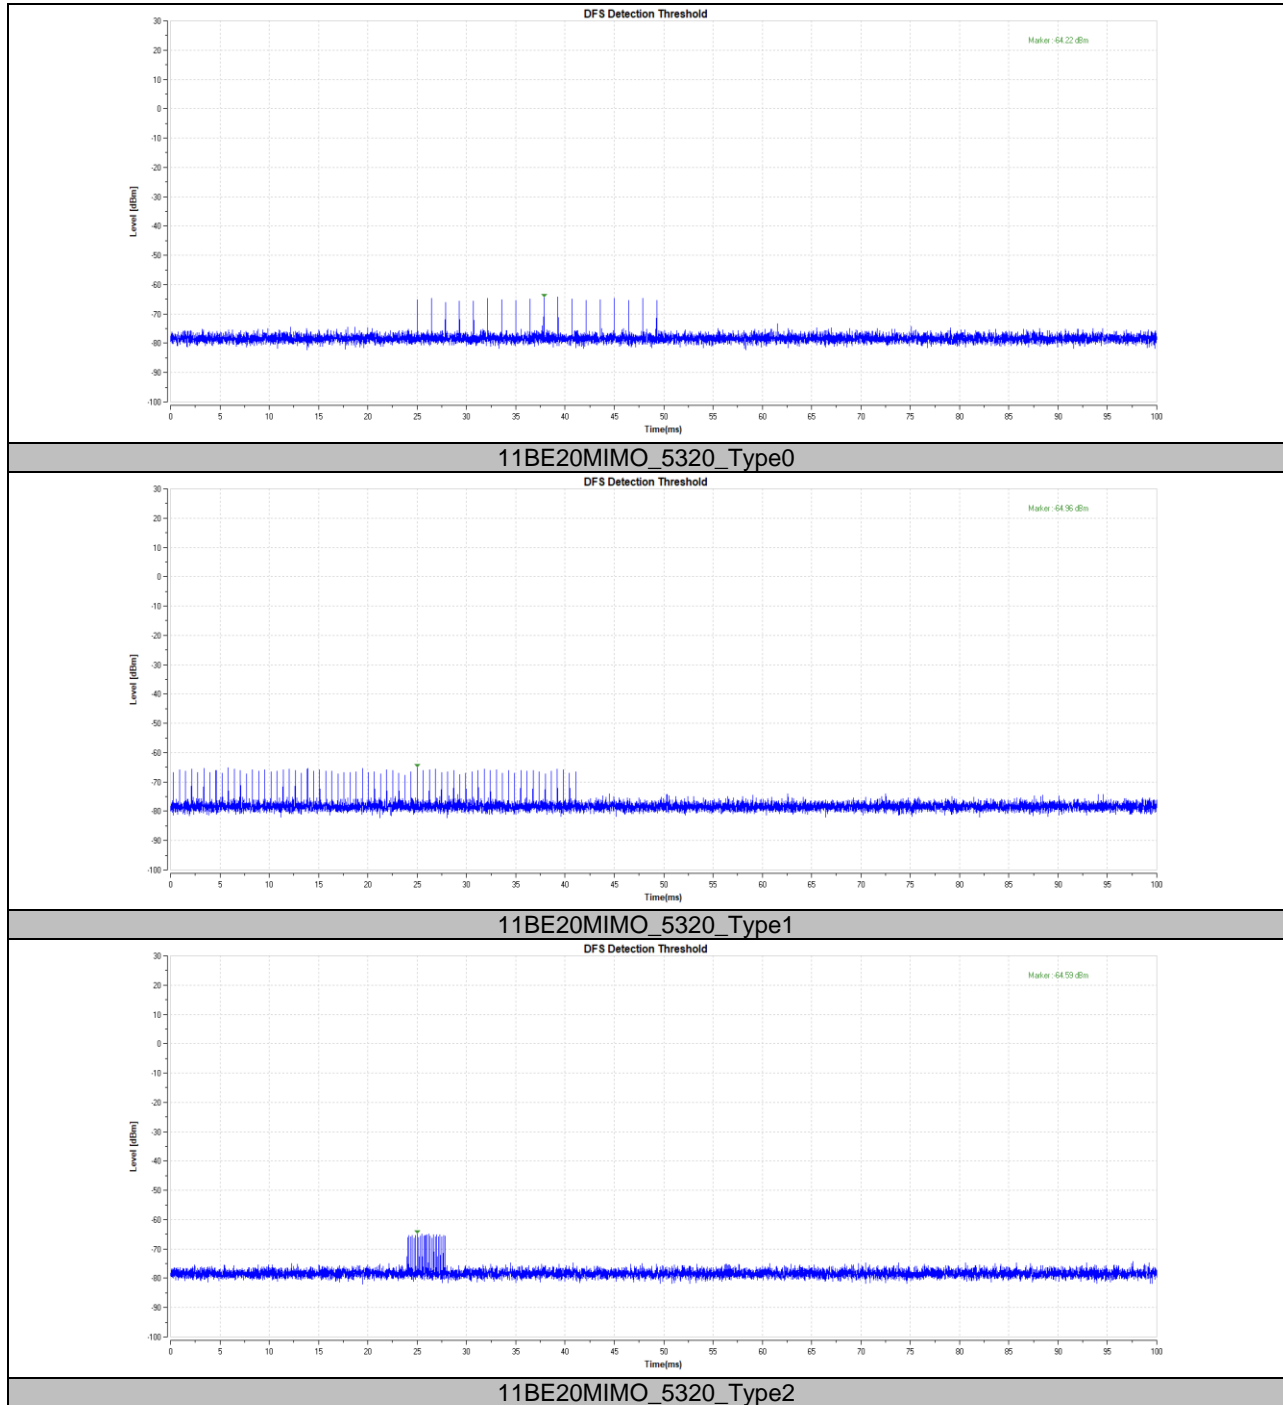 DFS Detection Threshold
Marker:-64.22 dBm
30
20
10
0
-10
-20
-30
-40
-50
-60
-70
-80
-90
-100
Level [dBm]
0 5 10 15 20 25 30 35 40 45 50 55 60 65 70 75 80 85 90 95 100
Time(ms)
11BE20MIMO_5320_Type0
DFS Detection Threshold
Marker:-64.96 dBm
30
20
10
0
-10
-20
-30
-40
-50
-60
-70
-80
-90
-100
Level [dBm]
0 5 10 15 20 25 30 35 40 45 50 55 60 65 70 75 80 85 90 95 100
Time(ms)
11BE20MIMO_5320_Type1
DFS Detection Threshold
Marker:-64.59 dBm
30
20
10
0
-10
-20
-30
-40
-50
-60
-70
-80
-90
-100
Level [dBm]
0 5 10 15 20 25 30 35 40 45 50 55 60 65 70 75 80 85 90 95 100
Time(ms)
11BE20MIMO_5320_Type2